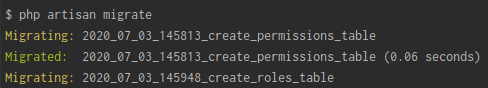 $ php artisan migrate
Migrating: 2020_07_03_145813_create_permissions_table
Migrated:  2020_07_03_145813_create_permissions_table (0.06 seconds)
Migrating: 2020_07_03_145948_create_roles_table